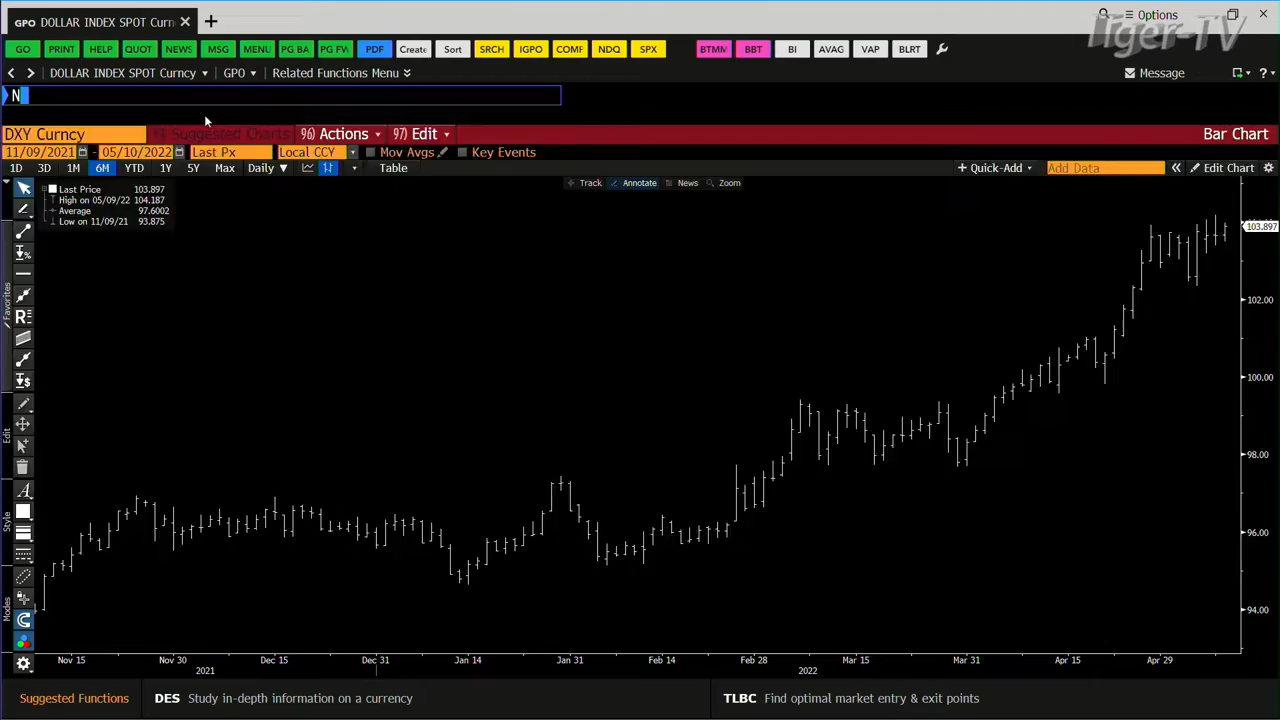 GPO DOLLAR INDEX SPOT Curn
Options
Tiger-TV
GO PRINT HELP QUOT NEWS MSG MENU PG BA PG FW PDF Create Sort SRCH IGPO COMF NDQ SPX BTMM BBT BI AVAG VAP BLRT
DOLLAR INDEX SPOT Curncy GPO Related Functions Menu Message
N
DXY Curncy Suggested Charts 96) Actions 97) Edit Bar Chart
11/09/2021 - 05/10/2022 Last Px Local CCY Mov Avgs Key Events
1D 3D 1M 6M YTD 1Y 5Y Max Daily Table Quick-Add Add Data Edit Chart
Track Annotate News Zoom
Last Price 103.897
High on 05/09/22 104.187
Average 97.6002
Low on 11/09/21 93.875
103.897
102.00
100.00
98.00
96.00
94.00
Favorites
Edit
Style
Modes
Nov 15 Nov 30 Dec 15 Dec 31 Jan 14 Jan 31 Feb 14 Feb 28 Mar 15 Mar 31 Apr 15 Apr 29
2021 2022
Suggested Functions DES Study in-depth information on a currency TLBC Find optimal market entry & exit points